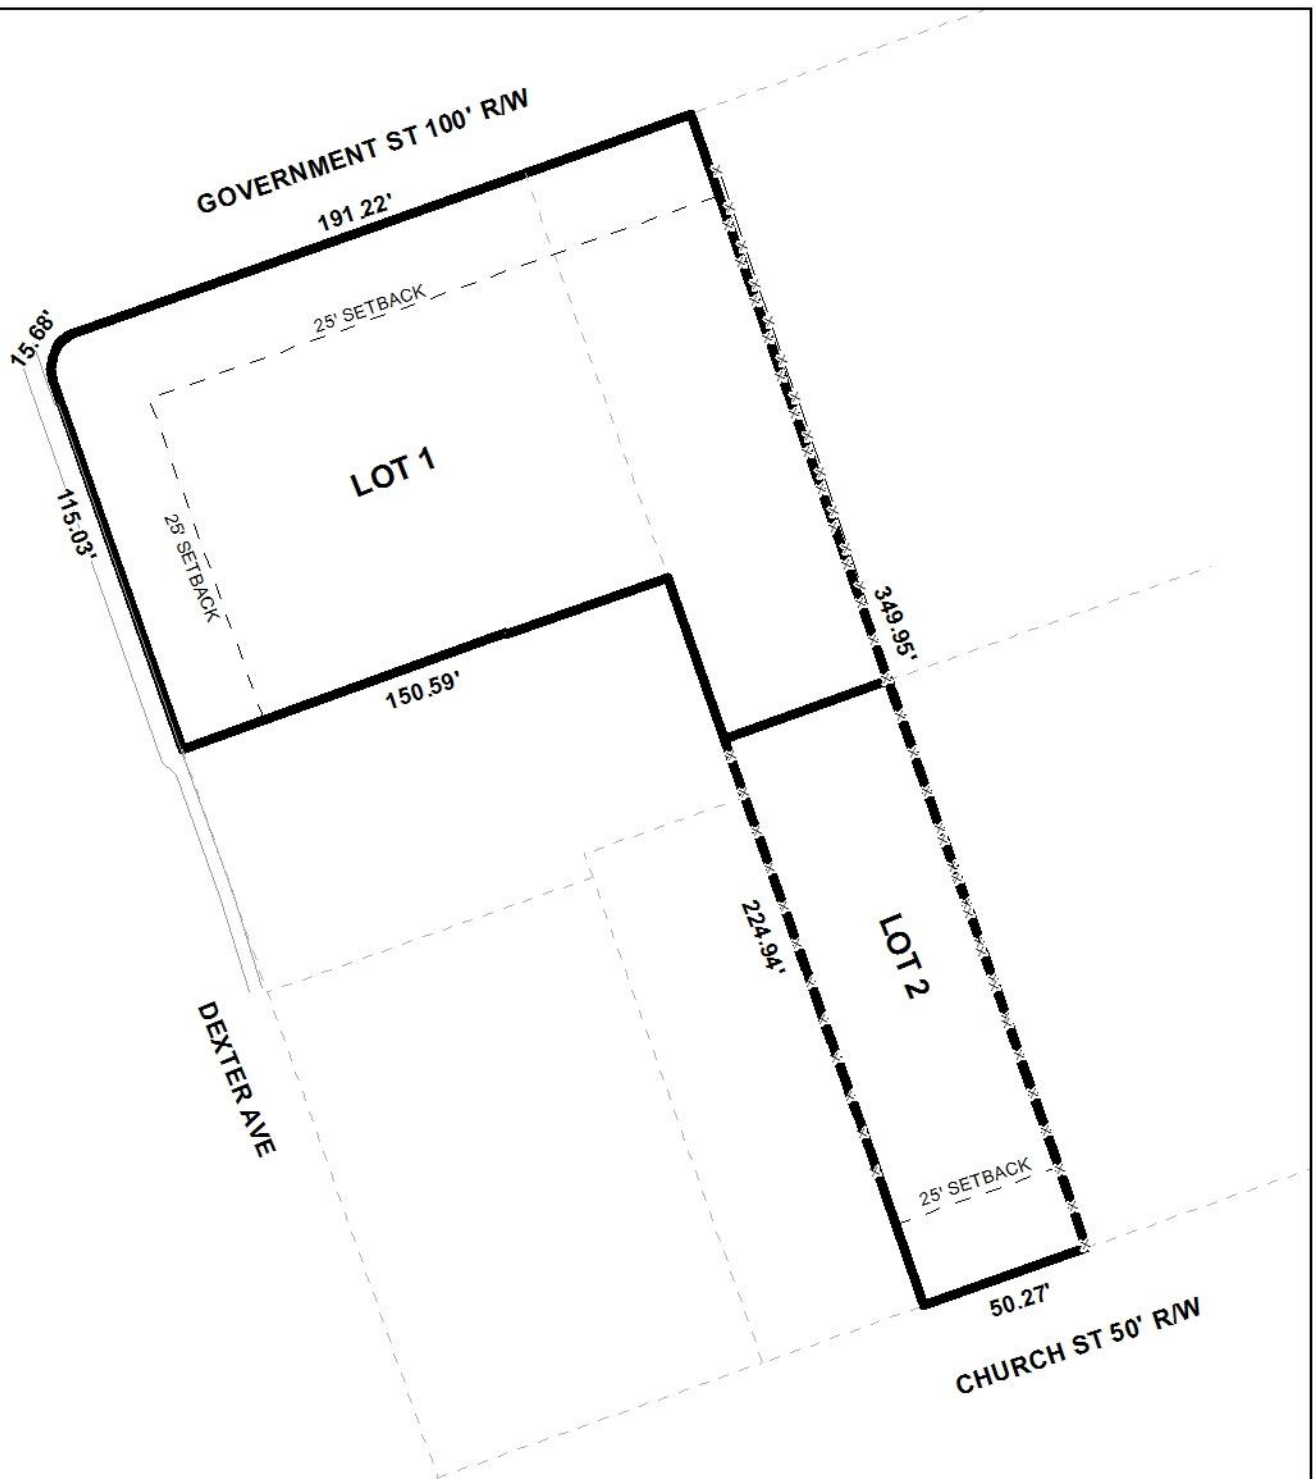 GOVERNMENT ST 100' R/W
191.22'
15.68'
25' SETBACK
LOT 1
115.03'
25' SETBACK
349.95'
150.59'
224.94'
LOT 2
DEXTER AVE
25' SETBACK
50.27'
CHURCH ST 50' R/W